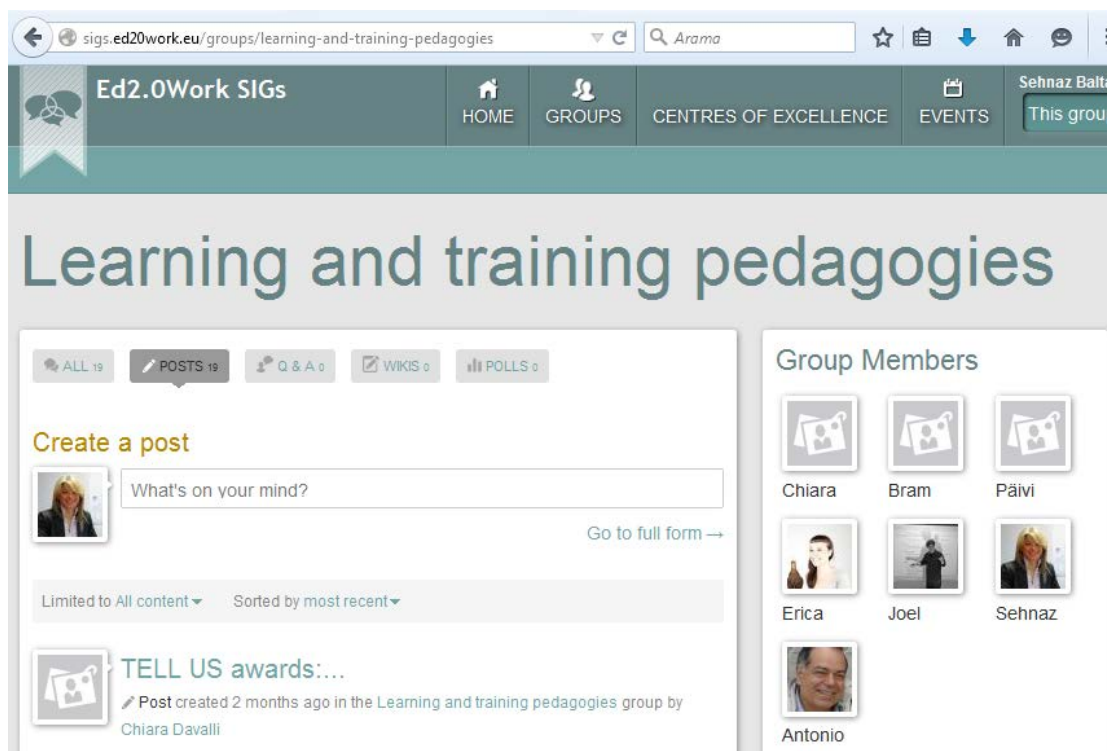 sigs.ed20work.eu/groups/learning-and-training-pedagogies
Arama
Ed2.0Work SIGs
HOME
GROUPS
CENTRES OF EXCELLENCE
EVENTS
Sehnaz Balta
This grou
Learning and training pedagogies
ALL 19
POSTS 19
Q & A 0
WIKIS 0
POLLS 0
Create a post
What's on your mind?
Go to full form →
Limited to All content Sorted by most recent
TELL US awards:...
Post created 2 months ago in the Learning and training pedagogies group by
Chiara Davalli
Group Members
Chiara Bram Päivi
Erica Joel Sehnaz
Antonio